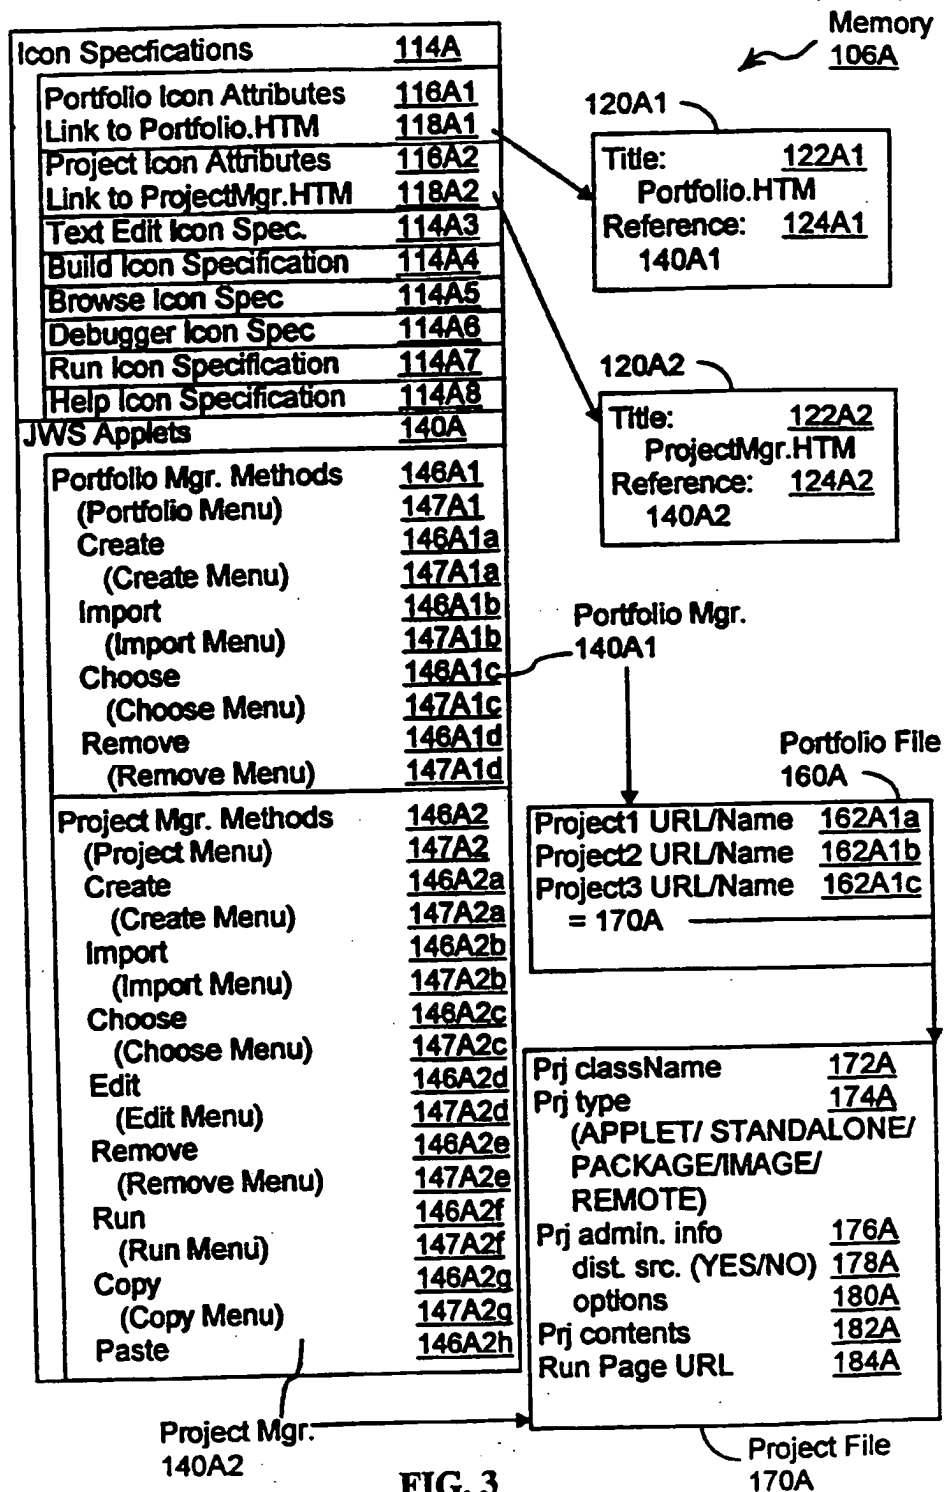 Memory
106A
Icon Specfications 114A
Portfolio Icon Attributes 116A1
Link to Portfolio.HTM 118A1
Project Icon Attributes 116A2
Link to ProjectMgr.HTM 118A2
Text Edit Icon Spec. 114A3
Build Icon Specification 114A4
Browse Icon Spec 114A5
Debugger Icon Spec 114A6
Run Icon Specification 114A7
Help Icon Specification 114A8
120A1
Title: 122A1
Portfolio.HTM
Reference: 124A1
140A1
120A2
Title: 122A2
ProjectMgr.HTM
Reference: 124A2
140A2
JWS Applets 140A
Portfolio Mgr. Methods 146A1
(Portfolio Menu) 147A1
Create 146A1a
(Create Menu) 147A1a
Import 146A1b
(Import Menu) 147A1b
Choose 146A1c
(Choose Menu) 147A1c
Remove 146A1d
(Remove Menu) 147A1d
Portfolio Mgr.
140A1
Project Mgr. Methods 146A2
(Project Menu) 147A2
Create 146A2a
(Create Menu) 147A2a
Import 146A2b
(Import Menu) 147A2b
Choose 146A2c
(Choose Menu) 147A2c
Edit 146A2d
(Edit Menu) 147A2d
Remove 146A2e
(Remove Menu) 147A2e
Run 146A2f
(Run Menu) 147A2f
Copy 146A2g
(Copy Menu) 147A2g
Paste 146A2h
Portfolio File
160A
Project1 URL/Name 162A1a
Project2 URL/Name 162A1b
Project3 URL/Name 162A1c
= 170A
Prj className 172A
Prj type 174A
(APPLET/ STANDALONE/
PACKAGE/IMAGE/
REMOTE)
Prj admin. info 176A
dist. src. (YES/NO) 178A
options 180A
Prj contents 182A
Run Page URL 184A
Project Mgr.
140A2
Project File
170A
FIG. 3